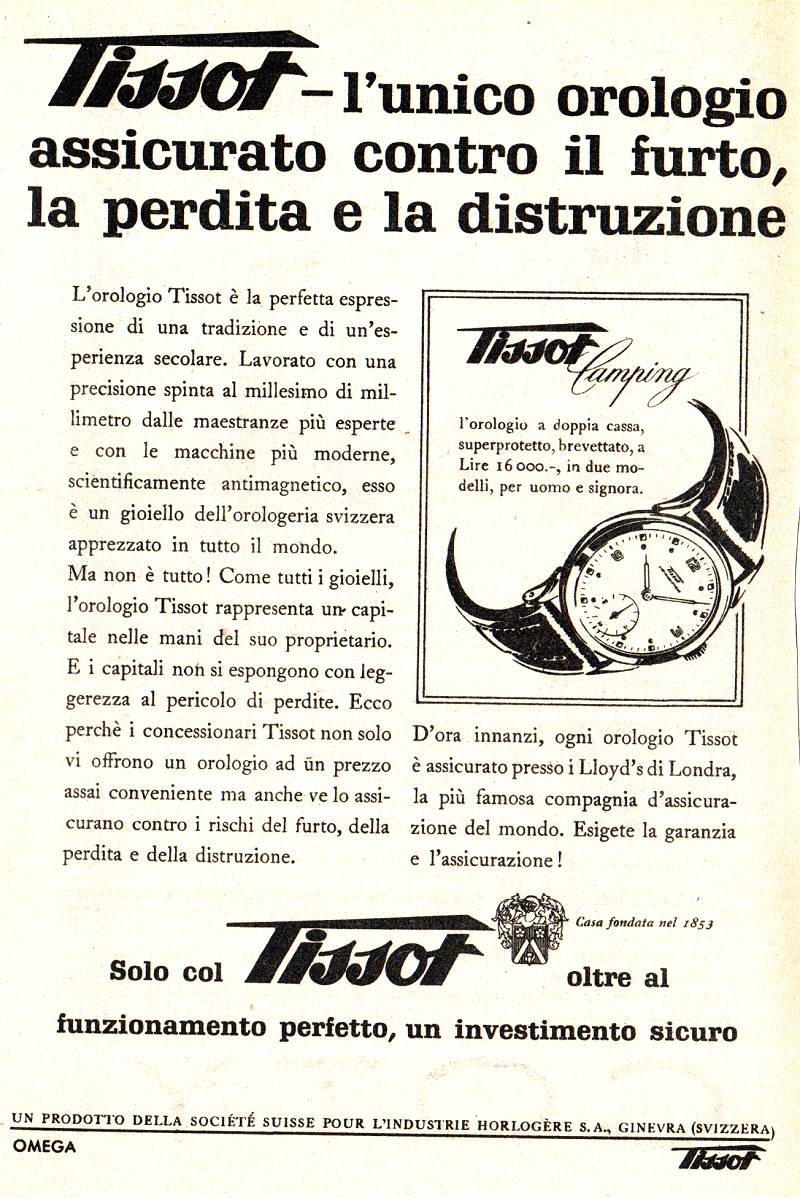 Tissot – l'unico orologio
assicurato contro il furto,
la perdita e la distruzione
L'orologio Tissot è la perfetta espres-
sione di una tradizione e di un'es-
perienza secolare. Lavorato con una
precisione spinta al millesimo di mil-
limetro dalle maestranze più esperte
e con le macchine più moderne,
scientificamente antimagnetico, esso
è un gioiello dell'orologeria svizzera
apprezzato in tutto il mondo.
Ma non è tutto! Come tutti i gioielli,
l'orologio Tissot rappresenta un capi-
tale nelle mani del suo proprietario.
E i capitali non si espongono con leg-
gerezza al pericolo di perdite. Ecco
perchè i concessionari Tissot non solo
vi offrono un orologio ad un prezzo
assai conveniente ma anche ve lo assi-
curano contro i rischi del furto, della
perdita e della distruzione.
Tissot Camping
l'orologio a doppia cassa,
superprotetto, brevettato, a
Lire 16 000.-, in due mo-
delli, per uomo e signora.
12
Tissot
D'ora innanzi, ogni orologio Tissot
è assicurato presso i Lloyd's di Londra,
la più famosa compagnia d'assicura-
zione del mondo. Esigete la garanzia
e l'assicurazione!
Casa fondata nel 1853
Solo col Tissot oltre al
funzionamento perfetto, un investimento sicuro
UN PRODOTTO DELLA SOCIÉTÉ SUISSE POUR L'INDUSTRIE HORLOGÈRE S.A., GINEVRA (SVIZZERA)
OMEGA
Tissot